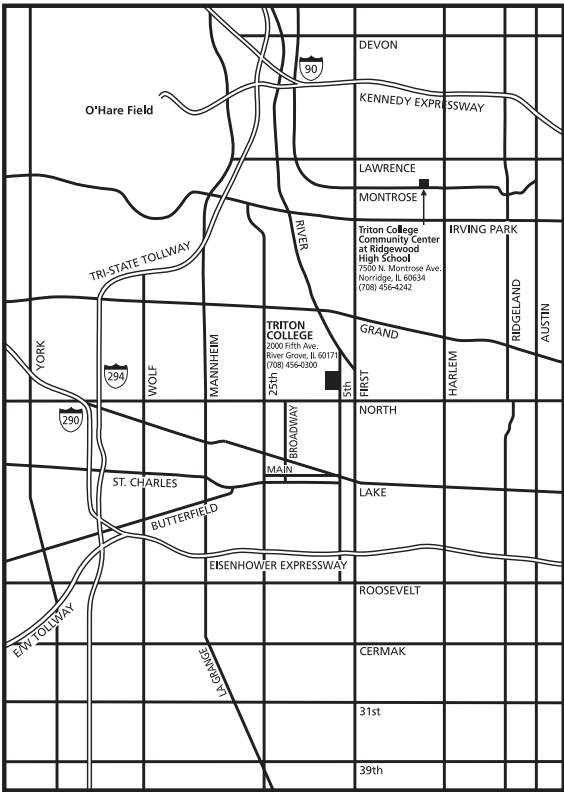 DEVON
90
KENNEDY EXPRESSWAY
O'Hare Field
LAWRENCE
MONTROSE
Triton College
Community Center
at Ridgewood
High School
7500 N. Montrose Ave.
Norridge, IL 60634
(708) 456-4242
IRVING PARK
RIVER
TRI-STATE TOLLWAY
RIDGELAND
AUSTIN
GRAND
TRITON
COLLEGE
2000 Fifth Ave.
River Grove, IL 60171
(708) 456-0300
YORK
294
WOLF
MANNHEIM
25th
5th
FIRST
HARLEM
290
NORTH
BROADWAY
MAIN
ST. CHARLES
LAKE
BUTTERFIELD
EISENHOWER EXPRESSWAY
ROOSEVELT
E/W TOLLWAY
CERMAK
LA GRANGE
31st
39th